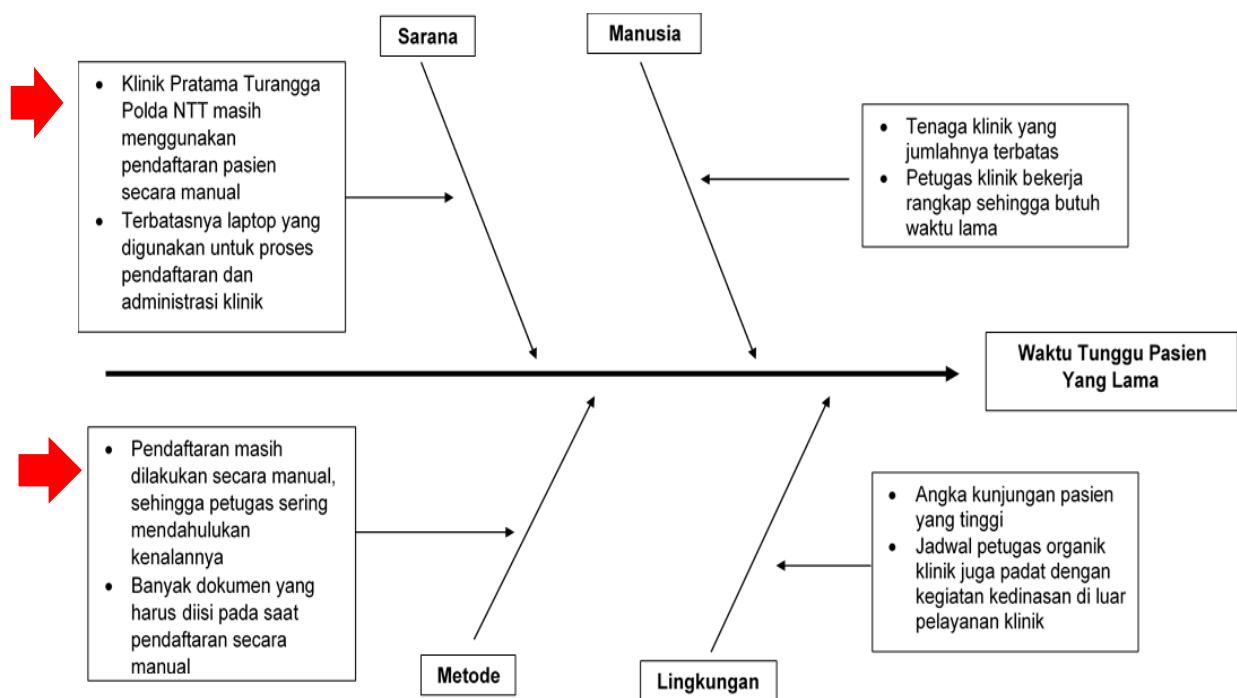 Sarana
Manusia
• Klinik Pratama Turangga
Polda NTT masih
menggunakan
pendaftaran pasien
secara manual
• Terbatasnya laptop yang
digunakan untuk proses
pendaftaran dan
administrasi klinik
• Tenaga klinik yang
jumlahnya terbatas
• Petugas klinik bekerja
rangkap sehingga butuh
waktu lama
Waktu Tunggu Pasien
Yang Lama
• Pendaftaran masih
dilakukan secara manual,
sehingga petugas sering
mendahulukan
kenalannya
• Banyak dokumen yang
harus diisi pada saat
pendaftaran secara
manual
• Angka kunjungan pasien
yang tinggi
• Jadwal petugas organik
klinik juga padat dengan
kegiatan kedinasan di luar
pelayanan klinik
Metode
Lingkungan